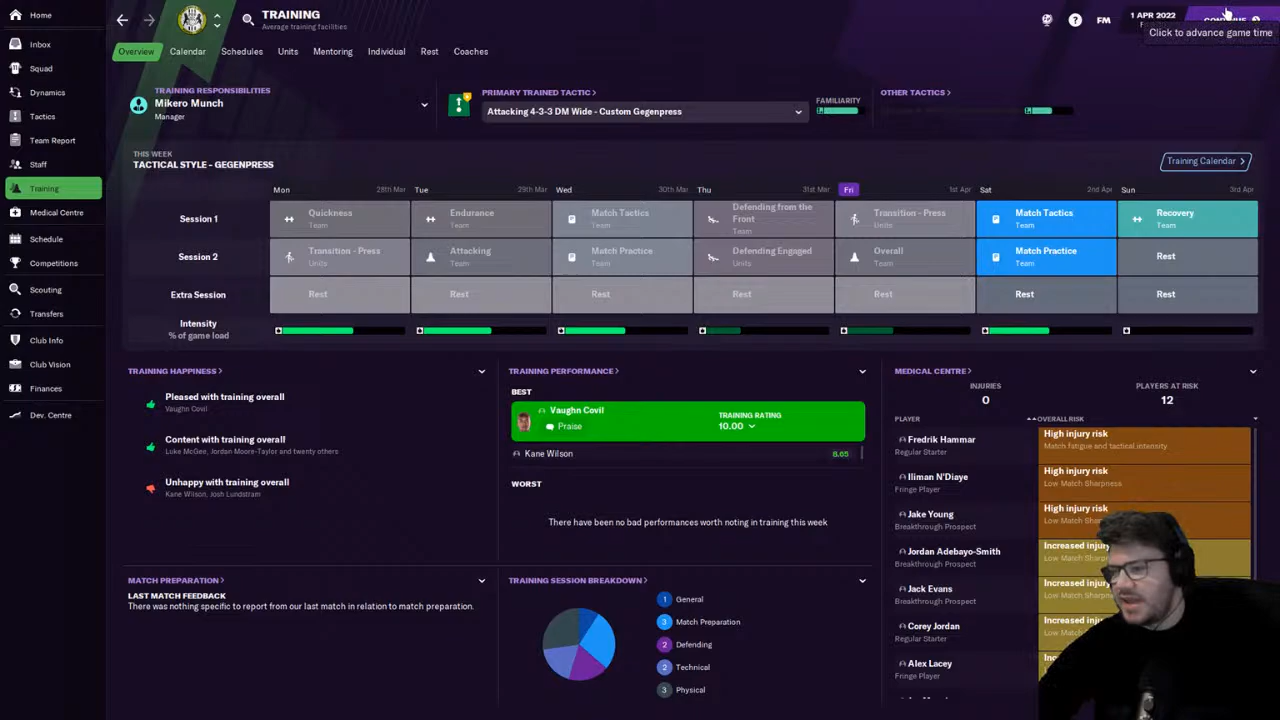 Home
TRAINING
Average training facilities
FM
1 APR 2022
CONTINUE
Click to advance game time
Overview
Calendar
Schedules
Units
Mentoring
Individual
Rest
Coaches
Inbox
Squad
Dynamics
Tactics
Team Report
Staff
Training
Medical Centre
Schedule
Competitions
Scouting
Transfers
Club Info
Club Vision
Finances
Dev. Centre
TRAINING RESPONSIBILITIES
Mikero Munch
Manager
PRIMARY TRAINED TACTIC >
Attacking 4-3-3 DM Wide - Custom Gegenpress
FAMILIARITY
OTHER TACTICS >
THIS WEEK
TACTICAL STYLE - GEGENPRESS
Training Calendar >
Mon 28th Mar
Tue 29th Mar
Wed 30th Mar
Thu 31st Mar
Fri 1st Apr
Sat 2nd Apr
Sun 3rd Apr
Session 1
Quickness
Team
Endurance
Team
Match Tactics
Team
Defending from the
Front
Team
Transition - Press
Units
Match Tactics
Team
Recovery
Team
Session 2
Transition - Press
Units
Attacking
Team
Match Practice
Team
Defending Engaged
Units
Overall
Team
Match Practice
Team
Rest
Extra Session
Rest
Rest
Rest
Rest
Rest
Rest
Rest
Intensity
% of game load
TRAINING HAPPINESS >
Pleased with training overall
Vaughn Covil
Content with training overall
Luke McGee, Jordan Moore-Taylor and twenty others
Unhappy with training overall
Kane Wilson, Josh Lundstram
TRAINING PERFORMANCE >
BEST
Vaughn Covil
Praise
TRAINING RATING
10.00
Kane Wilson 8.65
WORST
There have been no bad performances worth noting in training this week
MEDICAL CENTRE >
INJURIES
0
PLAYERS AT RISK
12
PLAYER
OVERALL RISK
Fredrik Hammar
Regular Starter
High injury risk
Match fatigue and tactical intensity
Iliman N'Diaye
Fringe Player
High injury risk
Low Match Sharpness
Jake Young
Breakthrough Prospect
High injury risk
Low Match
Jordan Adebayo-Smith
Breakthrough Prospect
Increased
Low Match
Jack Evans
Breakthrough Prospect
Increased
Low Match
Corey Jordan
Regular Starter
Increased
Low Match
Alex Lacey
Fringe Player
MATCH PREPARATION >
LAST MATCH FEEDBACK
There was nothing specific to report from our last match in relation to match preparation.
TRAINING SESSION BREAKDOWN >
1 General
3 Match Preparation
2 Defending
2 Technical
3 Physical